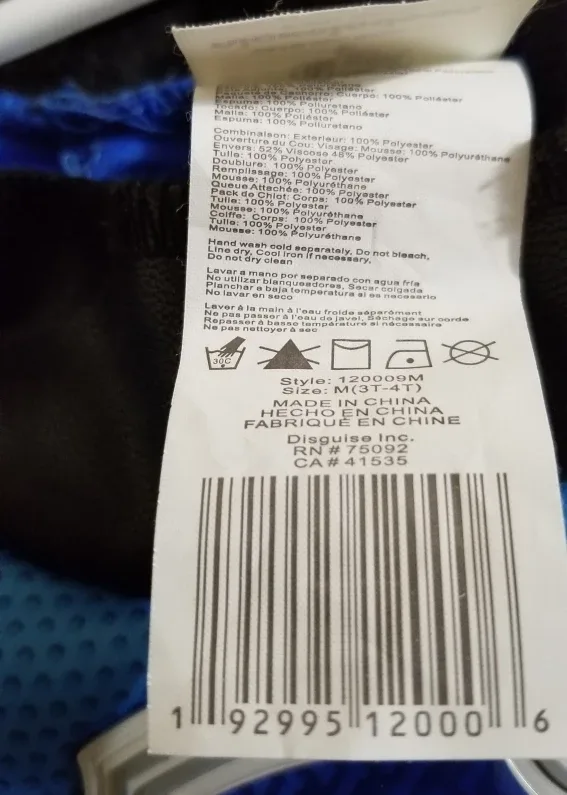 Cuerpo: 100% Poliéster
Malla: 100% Poliéster
Espuma: 100% Poliuretano
Tocado: Cuerpo: 100% Poliéster
Malla: 100% Poliéster
Espuma: 100% Poliuretano
Combinaison: Extérieur: 100% Polyester
Ouverture du Cou: Visage: Mousse: 100% Polyuréthane
Envers: 52% Viscose 48% Polyester
Tulle: 100% Polyester
Doublure: 100% Polyester
Remplissage: 100% Polyester
Mousse: 100% Polyuréthane
Queue Attachée: 100% Polyester
Pack de Chiot: Corps: 100% Polyester
Tulle: 100% Polyester
Mousse: 100% Polyuréthane
Coiffe: Corps: 100% Polyester
Tulle: 100% Polyester
Mousse: 100% Polyuréthane
Hand wash cold separately, Do not bleach,
Line dry, Cool iron if necessary,
Do not dry clean
Lavar a mano por separado con agua fría
No utilizar blanqueadores, Secar colgada
Planchar a baja temperatura si es necesario
No lavar en seco
Laver à la main à l'eau froide séparément
Ne pas passer à l'eau de javel, Séchage sur corde
Repasser à basse température si nécessaire
Ne pas nettoyer à sec
30C
Style: 120009M
Size: M(3T-4T)
MADE IN CHINA
HECHO EN CHINA
FABRIQUÉ EN CHINE
Disguise Inc.
RN # 75092
CA # 41535
1 92995 12000 6